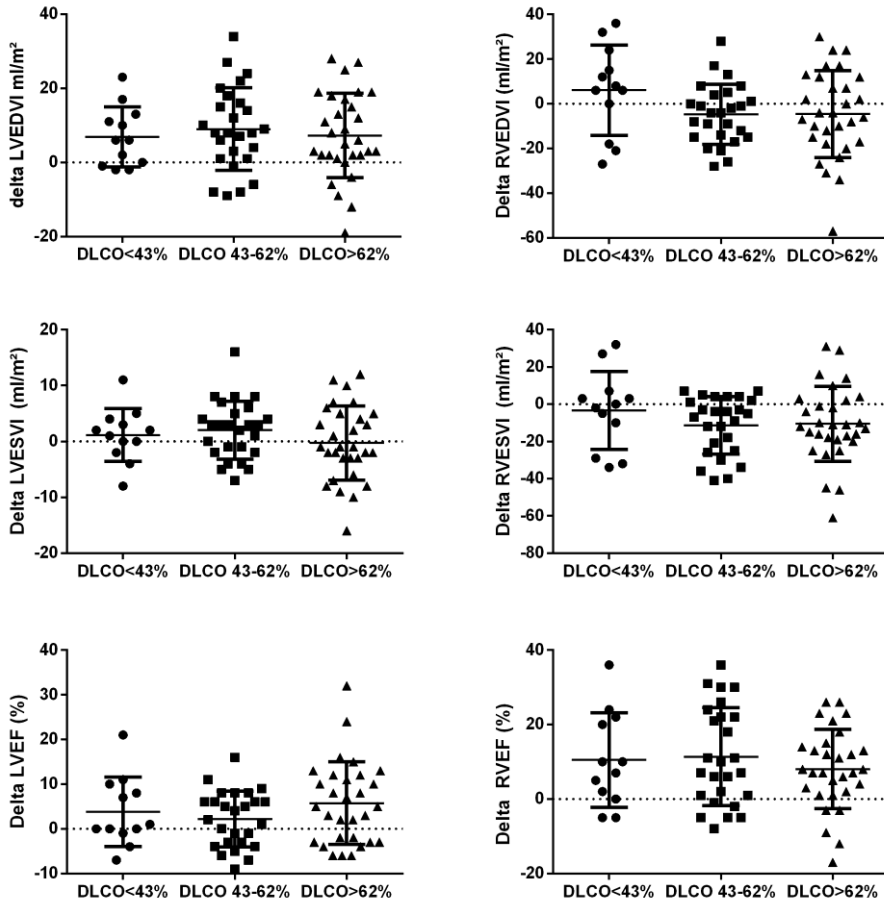 delta LVEDVI ml/m²
40
20
0
-20
DLCO<43% DLCO 43-62% DLCO>62%
Delta RVEDVI (ml/m²)
40
20
0
-20
-40
-60
DLCO<43% DLCO 43-62% DLCO>62%
Delta LVESVI (ml/m²)
20
10
0
-10
-20
DLCO<43% DLCO 43-62% DLCO>62%
Delta RVESVI (ml/m²)
40
20
0
-20
-40
-60
-80
DLCO<43% DLCO 43-62% DLCO>62%
Delta LVEF (%)
40
30
20
10
0
-10
DLCO<43% DLCO 43-62% DLCO>62%
Delta RVEF (%)
40
20
0
-20
DLCO<43% DLCO 43-62% DLCO>62%